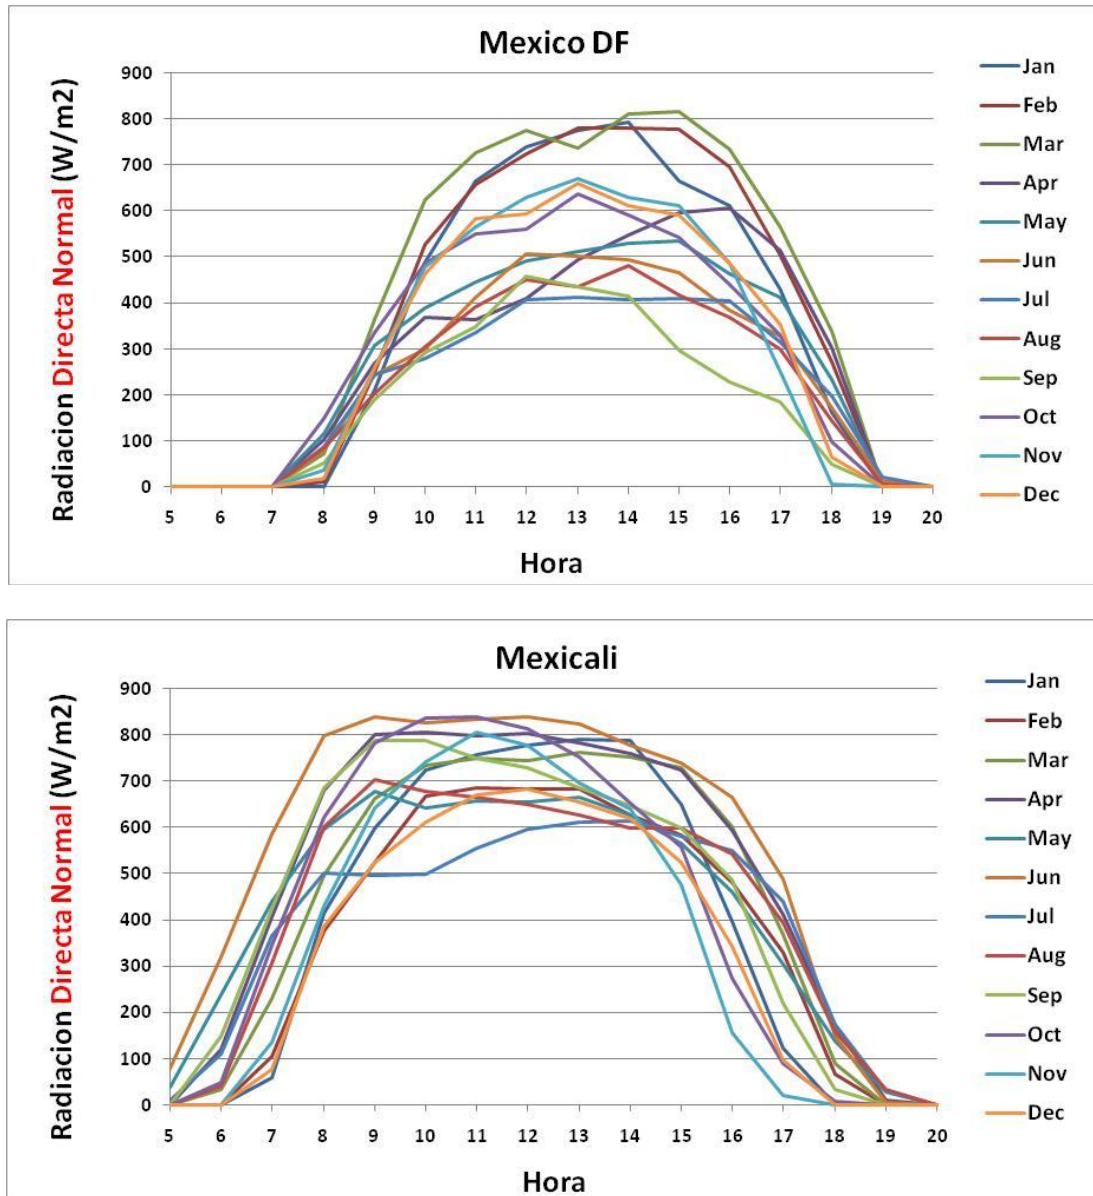 Mexico DF
Radiacion Directa Normal (W/m2)
900
800
700
600
500
400
300
200
100
0
5 6 7 8 9 10 11 12 13 14 15 16 17 18 19 20
Hora
Jan
Feb
Mar
Apr
May
Jun
Jul
Aug
Sep
Oct
Nov
Dec
Mexicali
Radiacion Directa Normal (W/m2)
900
800
700
600
500
400
300
200
100
0
5 6 7 8 9 10 11 12 13 14 15 16 17 18 19 20
Hora
Jan
Feb
Mar
Apr
May
Jun
Jul
Aug
Sep
Oct
Nov
Dec